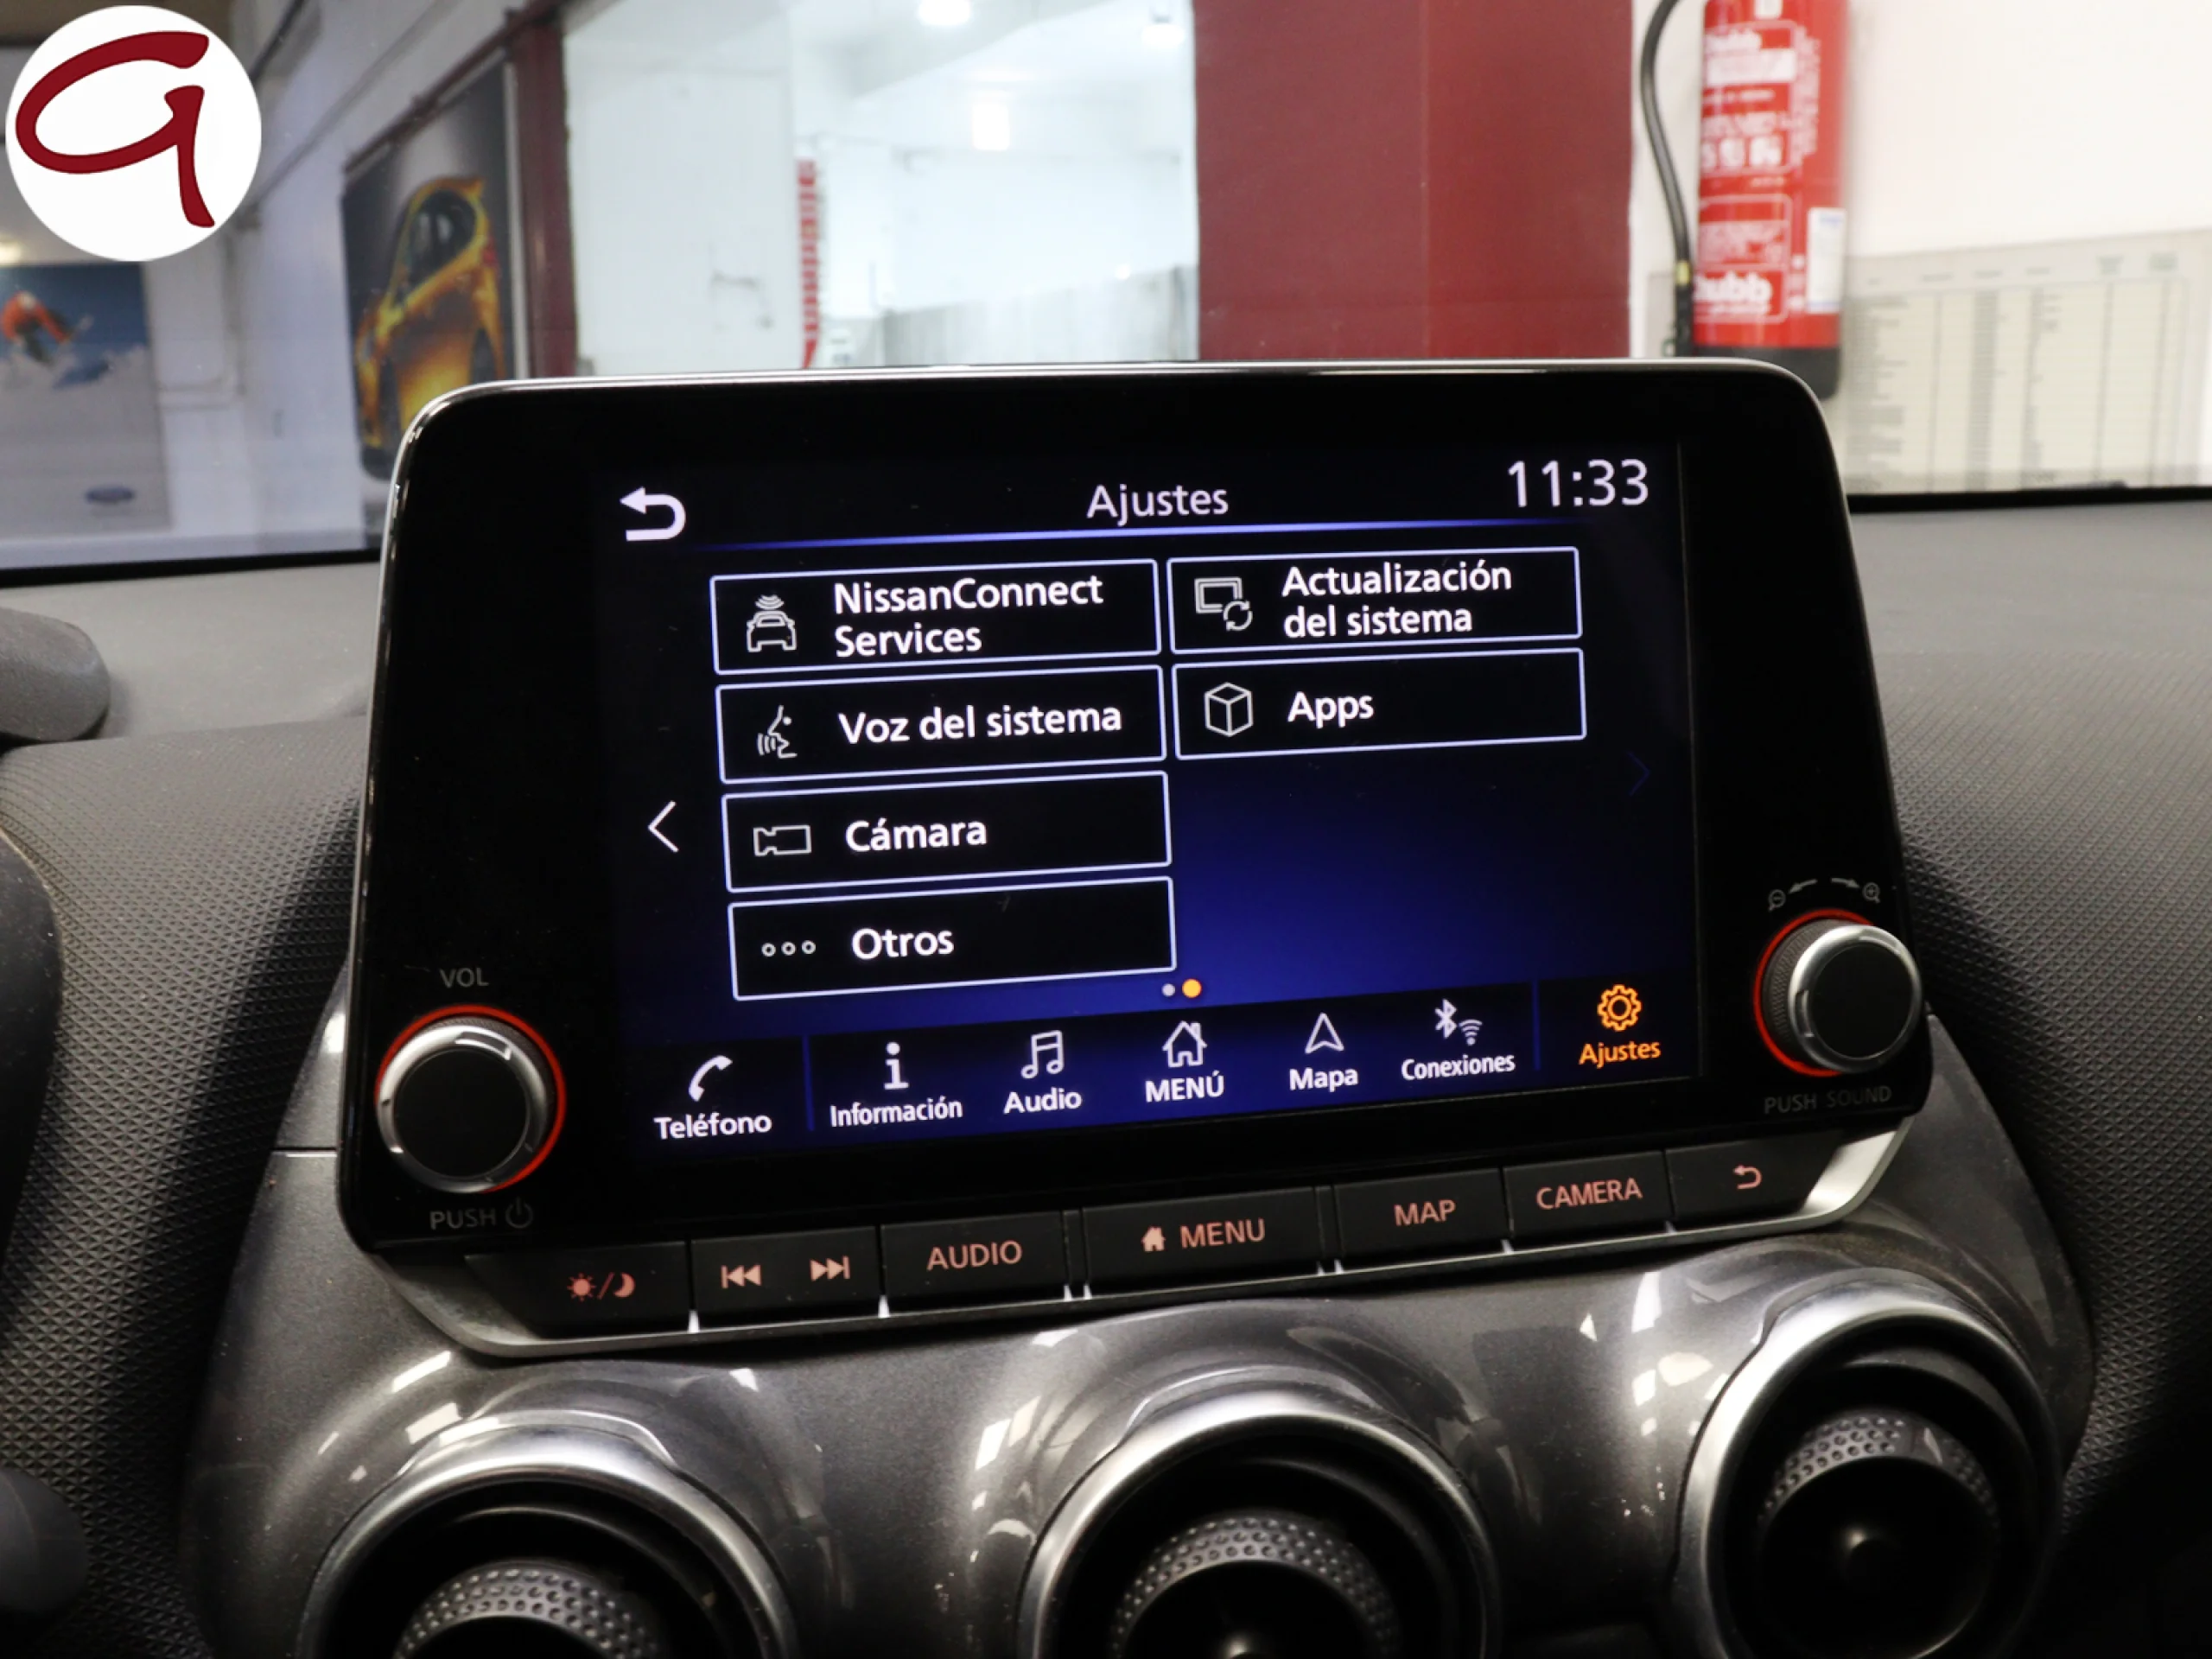 Chubb
Ajustes
11:33
NissanConnect
Services
Actualización
del sistema
Voz del sistema
Apps
Cámara
Otros
VOL
Teléfono
Información
Audio
MENÚ
Mapa
Conexiones
Ajustes
PUSH
PUSH SOUND
AUDIO
MENU
MAP
CAMERA